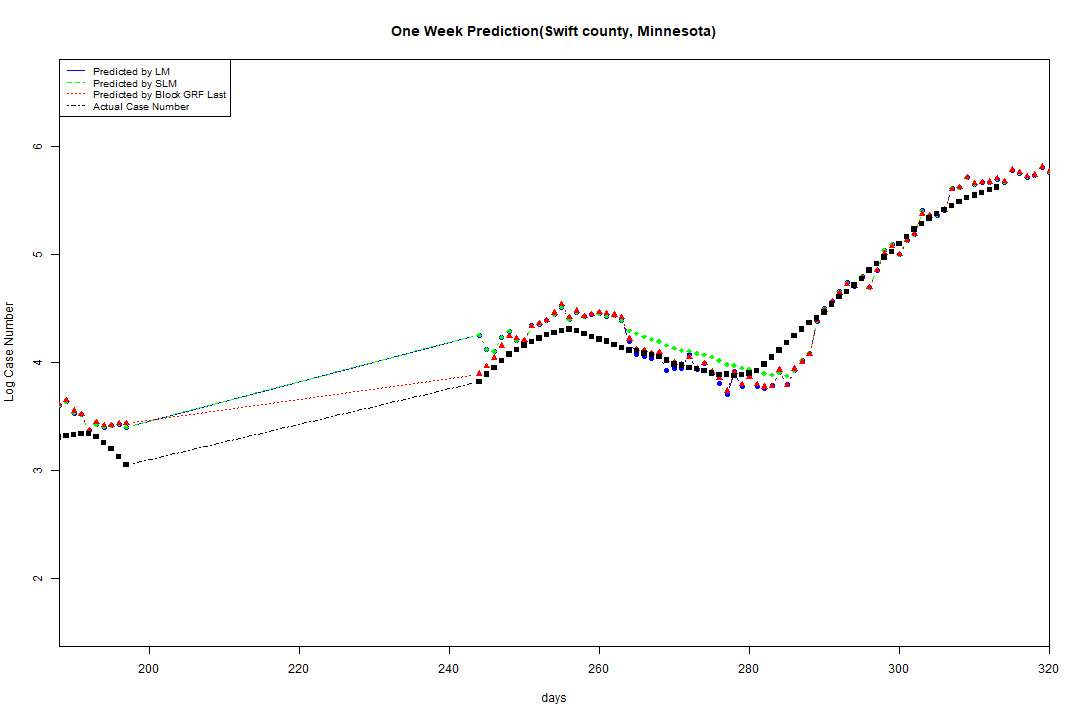 One Week Prediction(Swift county, Minnesota)
Predicted by LM
Predicted by SLM
Predicted by Block GRF Last
Actual Case Number
Log Case Number
6
5
4
3
2
200 220 240 260 280 300 320
days